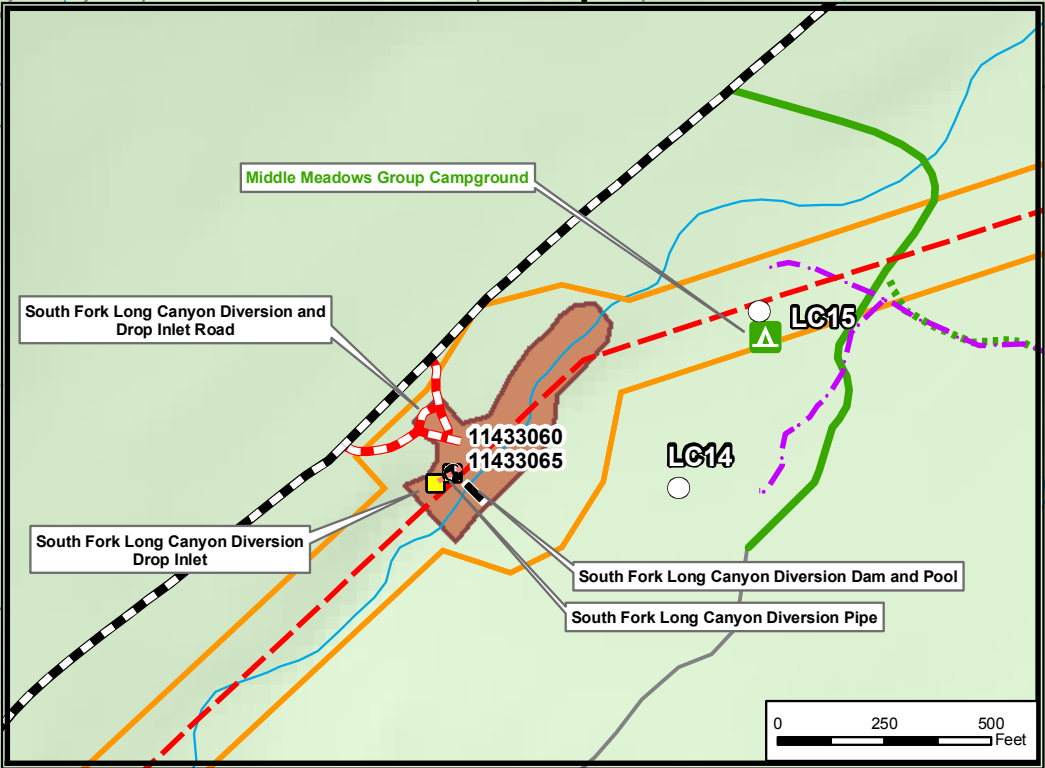 Middle Meadows Group Campground
South Fork Long Canyon Diversion and
Drop Inlet Road
LC15
11433060
11433065
LC14
South Fork Long Canyon Diversion
Drop Inlet
South Fork Long Canyon Diversion Dam and Pool
South Fork Long Canyon Diversion Pipe
0 250 500
Feet